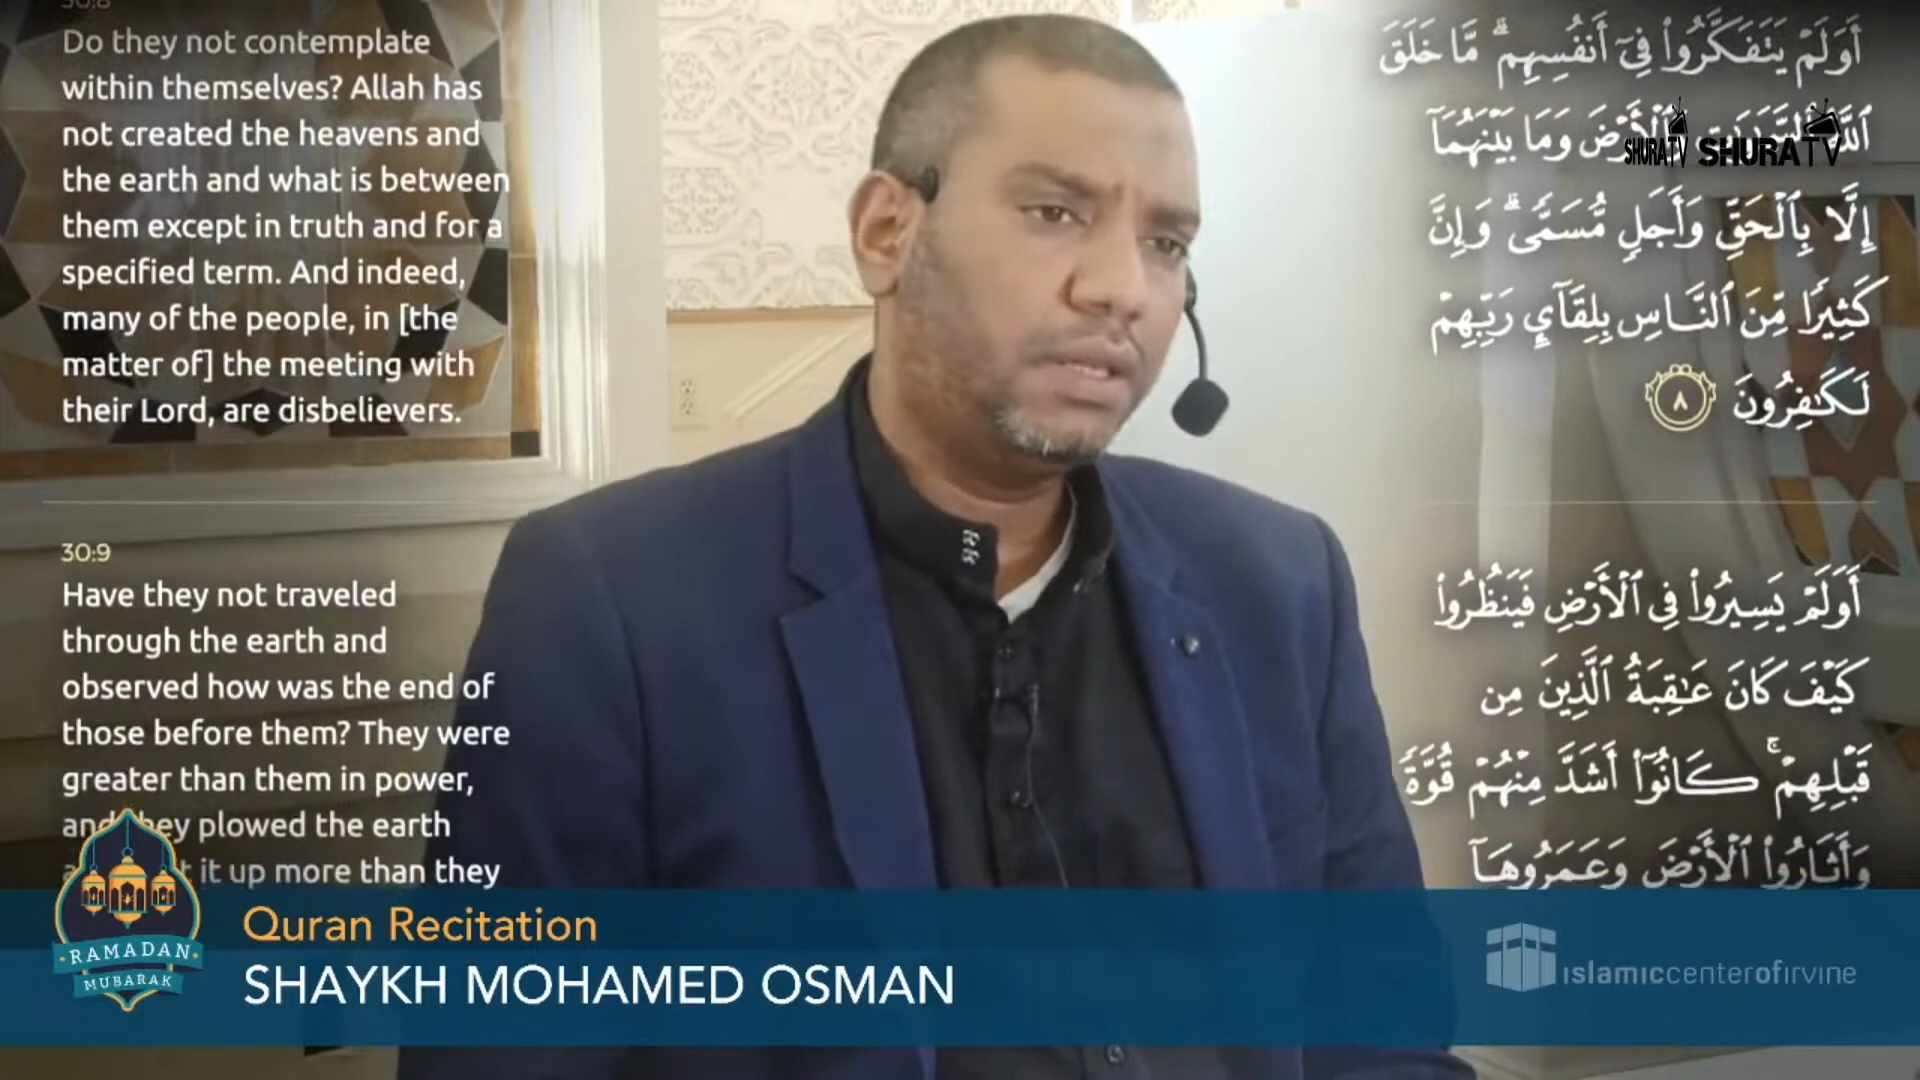 30:8
Do they not contemplate
within themselves? Allah has
not created the heavens and
the earth and what is between
them except in truth and for a
specified term. And indeed,
many of the people, in [the
matter of] the meeting with
their Lord, are disbelievers.
أَوَلَمْ يَتَفَكَّرُوا۟ فِىٓ أَنفُسِهِم ۗ مَّا خَلَقَ
وَٱلْأَرْضَ وَمَا بَيْنَهُمَآ
إِلَّا بِٱلْحَقِّ وَأَجَلٍ مُّسَمًّى ۗ وَإِنَّ
كَثِيرًا مِّنَ ٱلنَّاسِ بِلِقَآئِ رَبِّهِمْ
لَكَـٰفِرُونَ ٨
SHURA TV SHURA TV
30:9
Have they not traveled
through the earth and
observed how was the end of
those before them? They were
greater than them in power,
they plowed the earth
it up more than they
أَوَلَمْ يَسِيرُوا۟ فِى ٱلْأَرْضِ فَيَنظُرُوا۟
كَيْفَ كَانَ عَـٰقِبَةُ ٱلَّذِينَ مِن
قَبْلِهِمْ ۚ كَانُوٓا۟ أَشَدَّ مِنْهُمْ قُوَّةً
وَأَثَارُوا۟ ٱلْأَرْضَ وَعَمَرُوهَآ
RAMADAN
MUBARAK
Quran Recitation
SHAYKH MOHAMED OSMAN
islamiccenterofirvine